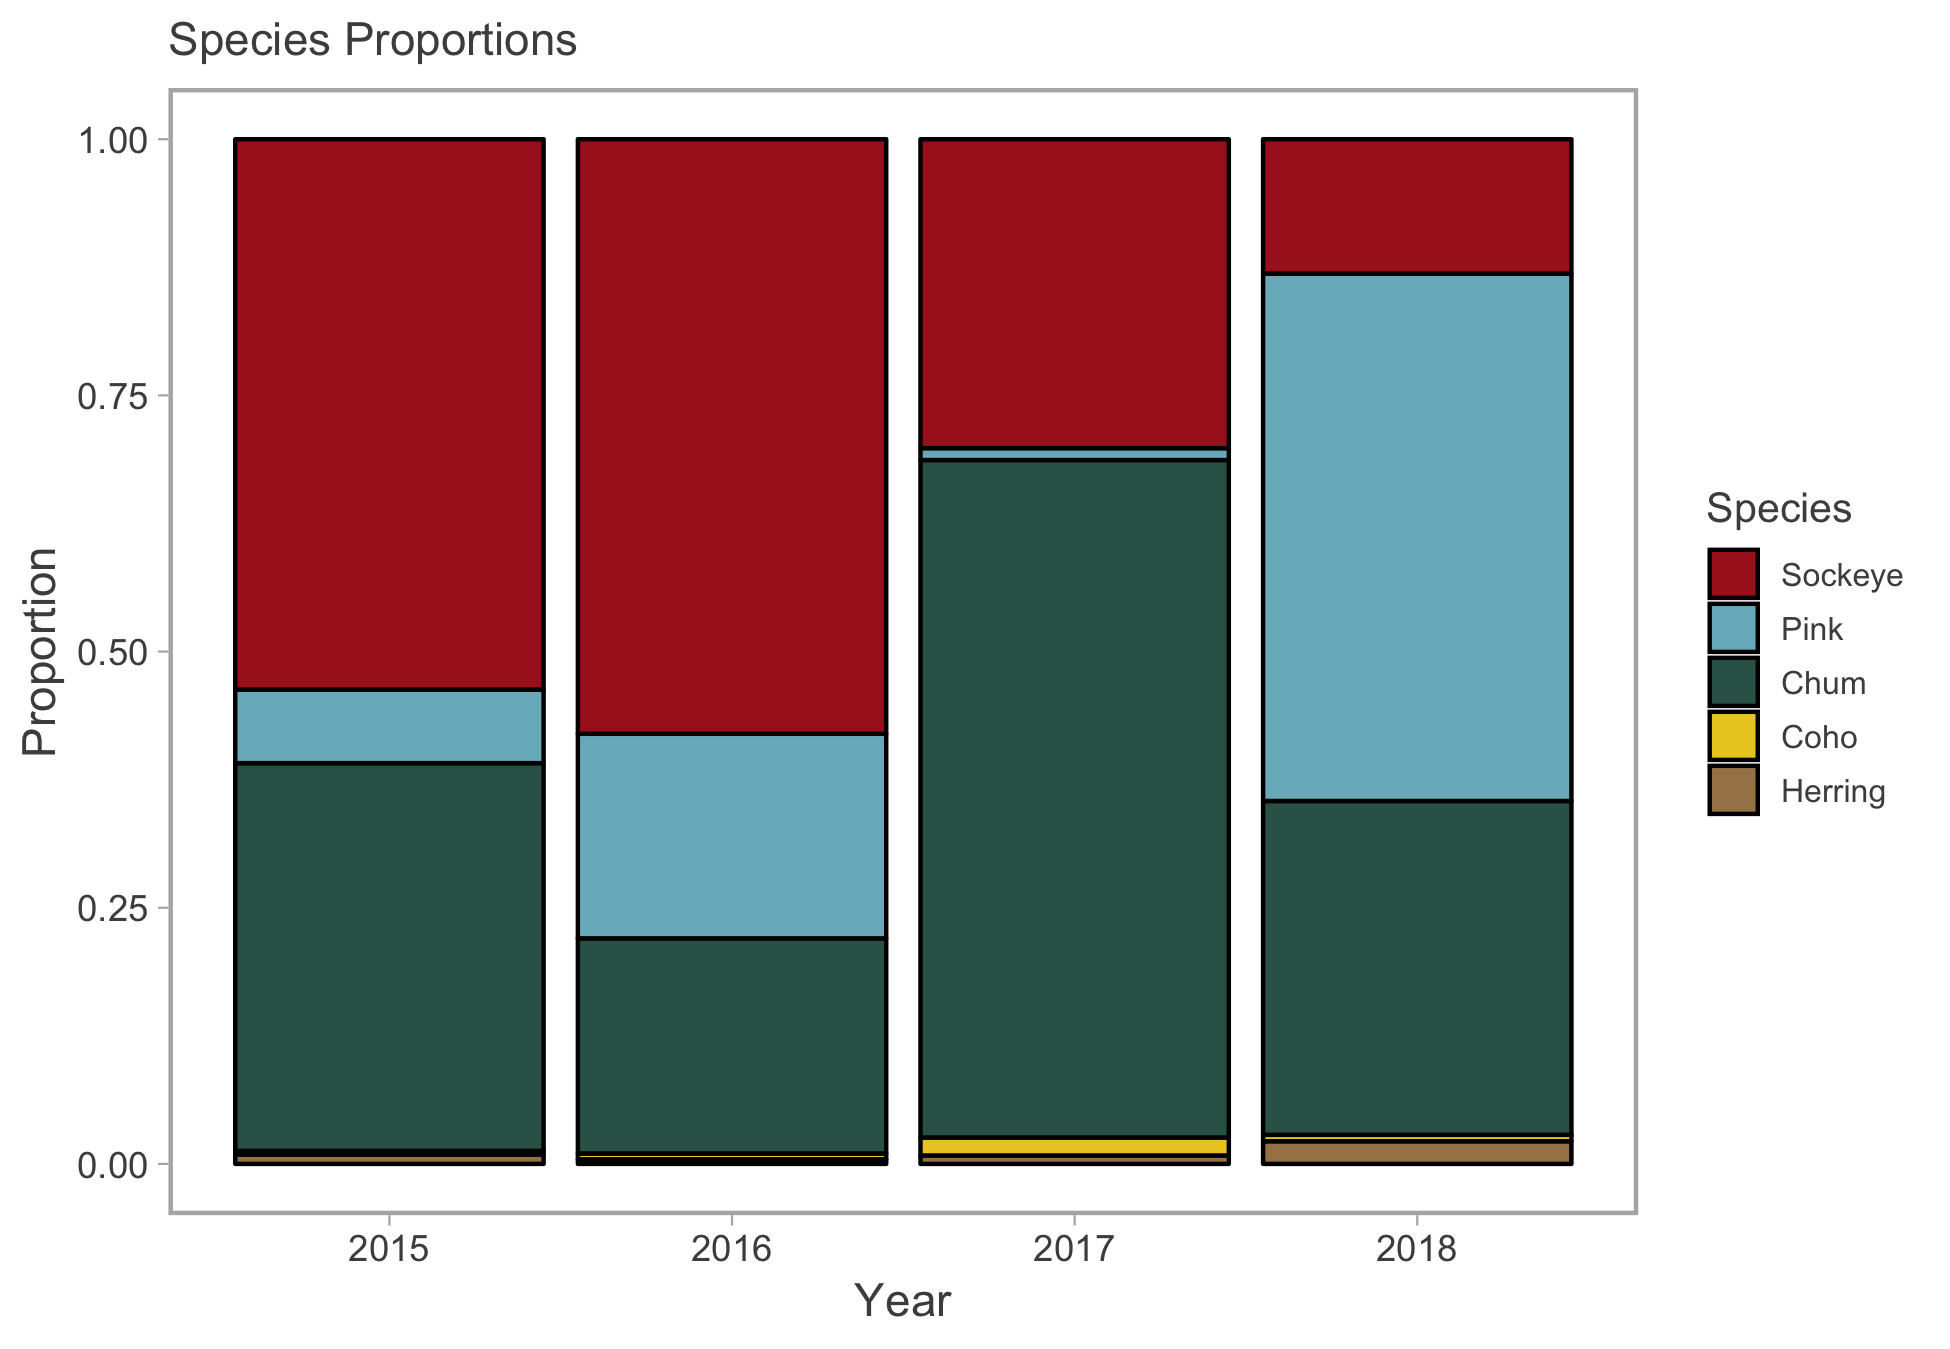 Species Proportions
1.00
0.75
0.50
0.25
0.00
Proportion
2015 2016 2017 2018
Year
Species
Sockeye
Pink
Chum
Coho
Herring